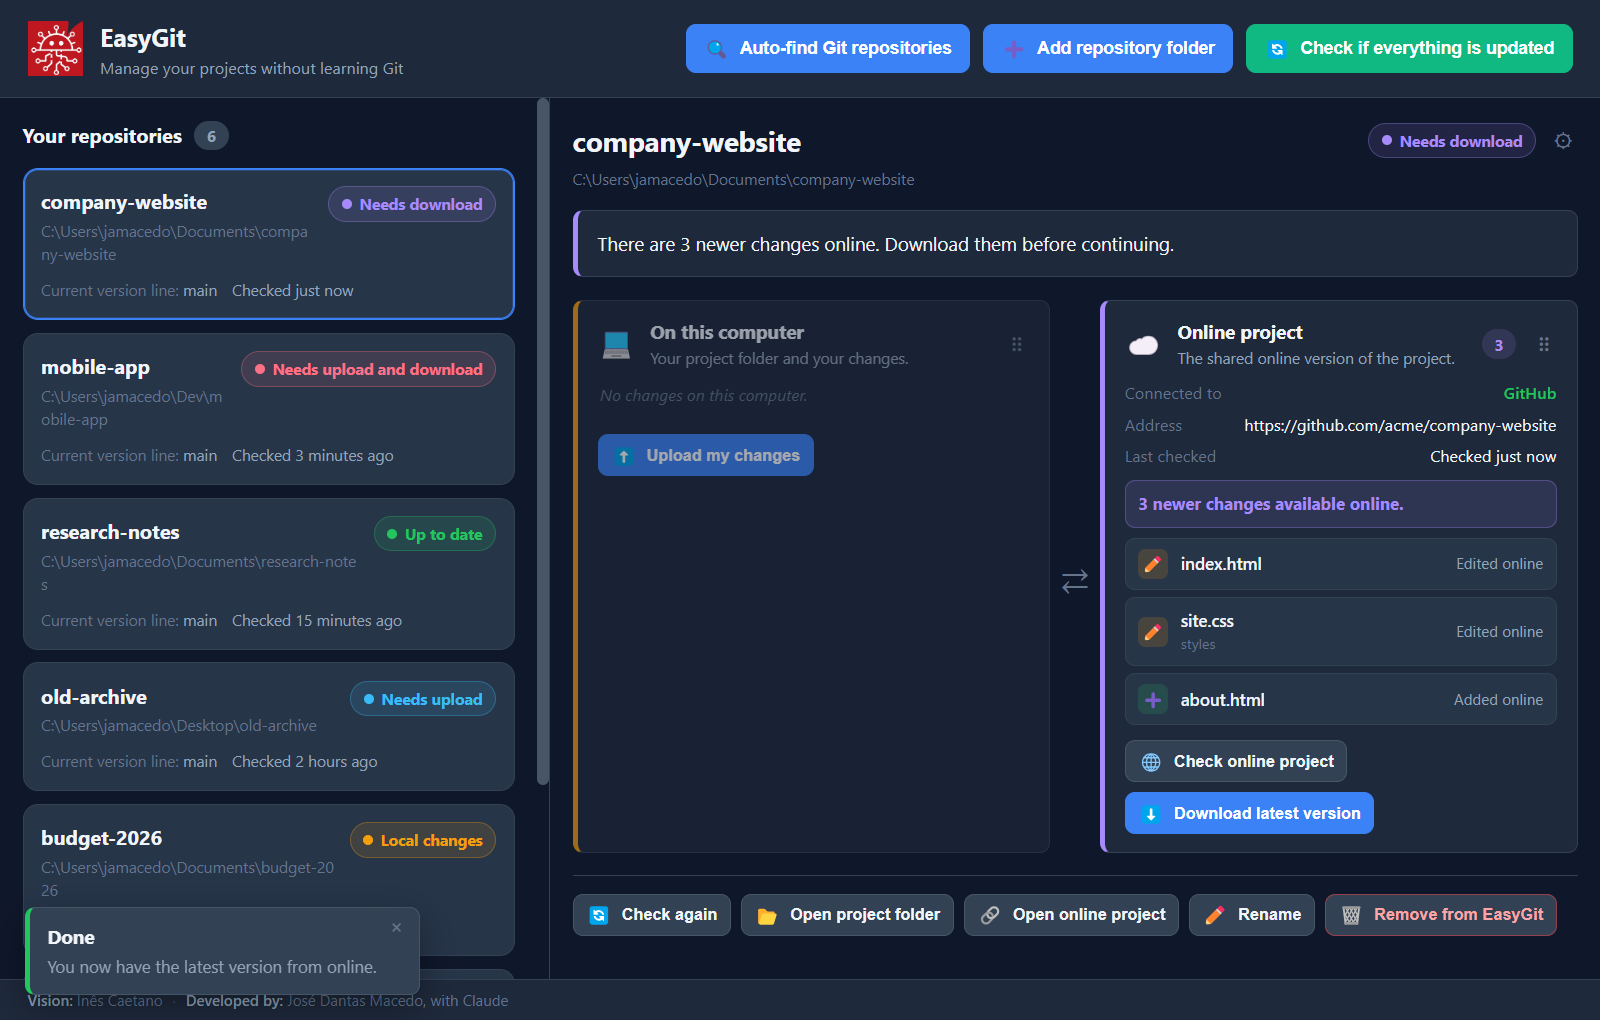 EasyGit
Manage your projects without learning Git
Auto-find Git repositories
Add repository folder
Check if everything is updated
Your repositories 6
company-website
Needs download
C:\Users\jamacedo\Documents\compa
ny-website
Current version line: main Checked just now
mobile-app
Needs upload and download
C:\Users\jamacedo\Dev\m
obile-app
Current version line: main Checked 3 minutes ago
research-notes
Up to date
C:\Users\jamacedo\Documents\research-note
s
Current version line: main Checked 15 minutes ago
old-archive
Needs upload
C:\Users\jamacedo\Desktop\old-archive
Current version line: main Checked 2 hours ago
budget-2026
Local changes
C:\Users\jamacedo\Documents\budget-20
26
Done
You now have the latest version from online.
company-website
Needs download
C:\Users\jamacedo\Documents\company-website
There are 3 newer changes online. Download them before continuing.
On this computer
Your project folder and your changes.
No changes on this computer.
Upload my changes
Online project
The shared online version of the project.
3
Connected to GitHub
Address https://github.com/acme/company-website
Last checked Checked just now
3 newer changes available online.
index.html Edited online
site.css
styles
Edited online
about.html Added online
Check online project
Download latest version
Check again
Open project folder
Open online project
Rename
Remove from EasyGit
Vision: Inês Caetano · Developed by: José Dantas Macedo, with Claude